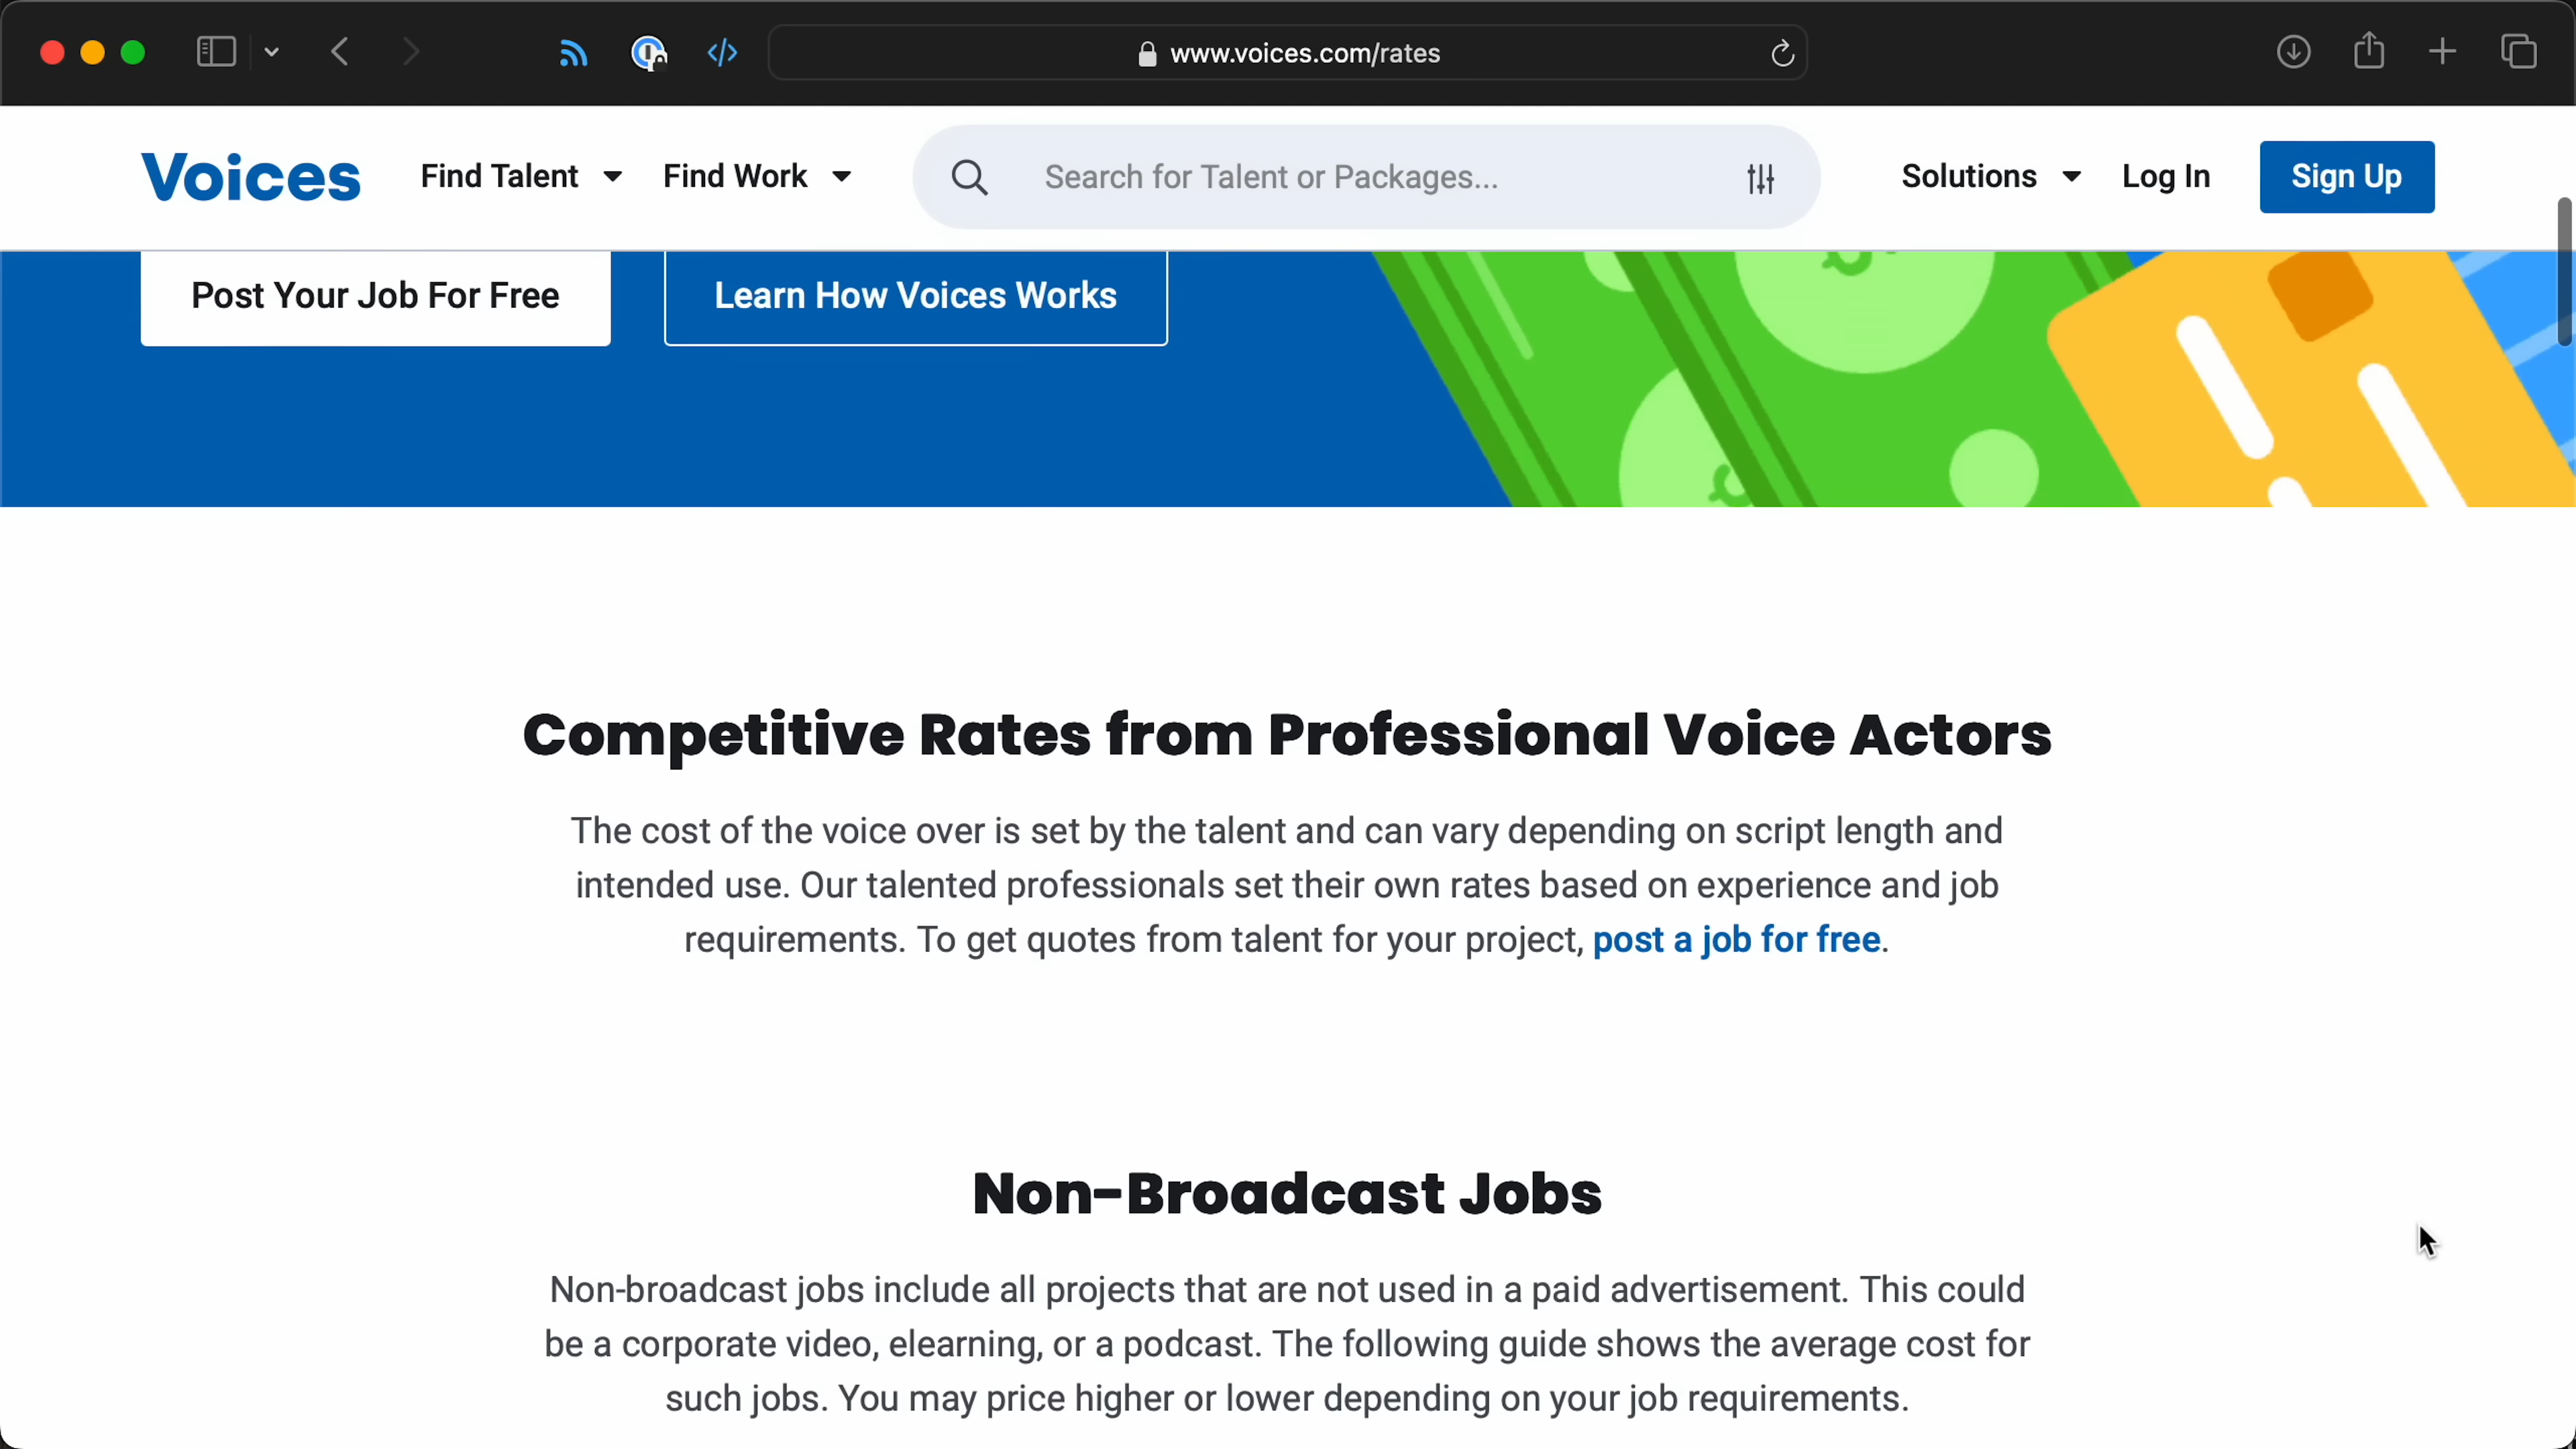 www.voices.com/rates
Voices
Find Talent
Find Work
Search for Talent or Packages...
Solutions
Log In
Sign Up
Post Your Job For Free
Learn How Voices Works
Competitive Rates from Professional Voice Actors
The cost of the voice over is set by the talent and can vary depending on script length and
intended use. Our talented professionals set their own rates based on experience and job
requirements. To get quotes from talent for your project, post a job for free.
Non-Broadcast Jobs
Non-broadcast jobs include all projects that are not used in a paid advertisement. This could
be a corporate video, elearning, or a podcast. The following guide shows the average cost for
such jobs. You may price higher or lower depending on your job requirements.